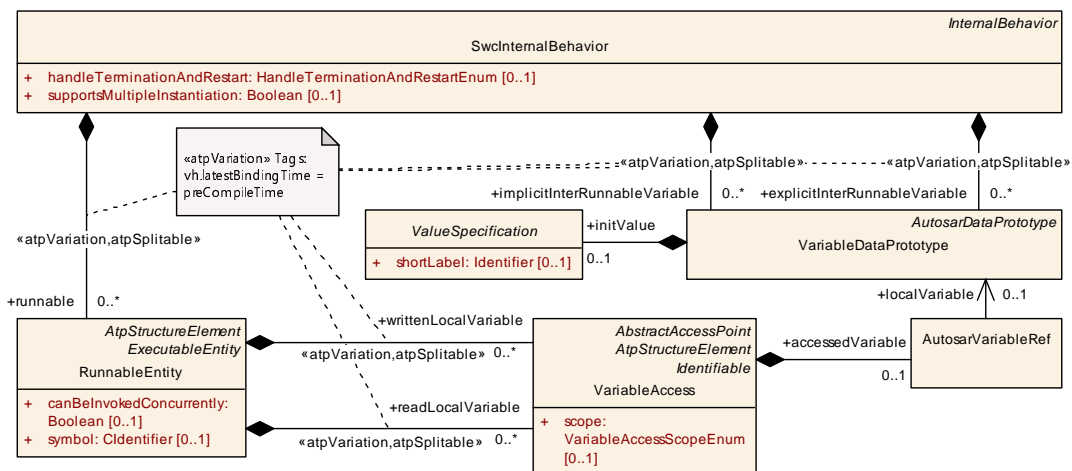 InternalBehavior
SwcInternalBehavior
+ handleTerminationAndRestart: HandleTerminationAndRestartEnum [0..1]
+ supportsMultipleInstantiation: Boolean [0..1]
«atpVariation» Tags:
vh.latestBindingTime =
preCompileTime
«atpVariation,atpSplitable»
«atpVariation,atpSplitable»
+implicitInterRunnableVariable
0..*
+explicitInterRunnableVariable
0..*
«atpVariation,atpSplitable»
ValueSpecification
+ shortLabel: Identifier [0..1]
+initValue
0..1
AutosarDataPrototype
VariableDataPrototype
+runnable
0..*
+localVariable
0..1
AtpStructureElement
ExecutableEntity
RunnableEntity
+ canBeInvokedConcurrently:
Boolean [0..1]
+ symbol: CIdentifier [0..1]
+writtenLocalVariable
«atpVariation,atpSplitable»
0..*
+readLocalVariable
«atpVariation,atpSplitable»
0..*
AbstractAccessPoint
AtpStructureElement
Identifiable
VariableAccess
+ scope:
VariableAccessScopeEnum
[0..1]
+accessedVariable
0..1
AutosarVariableRef